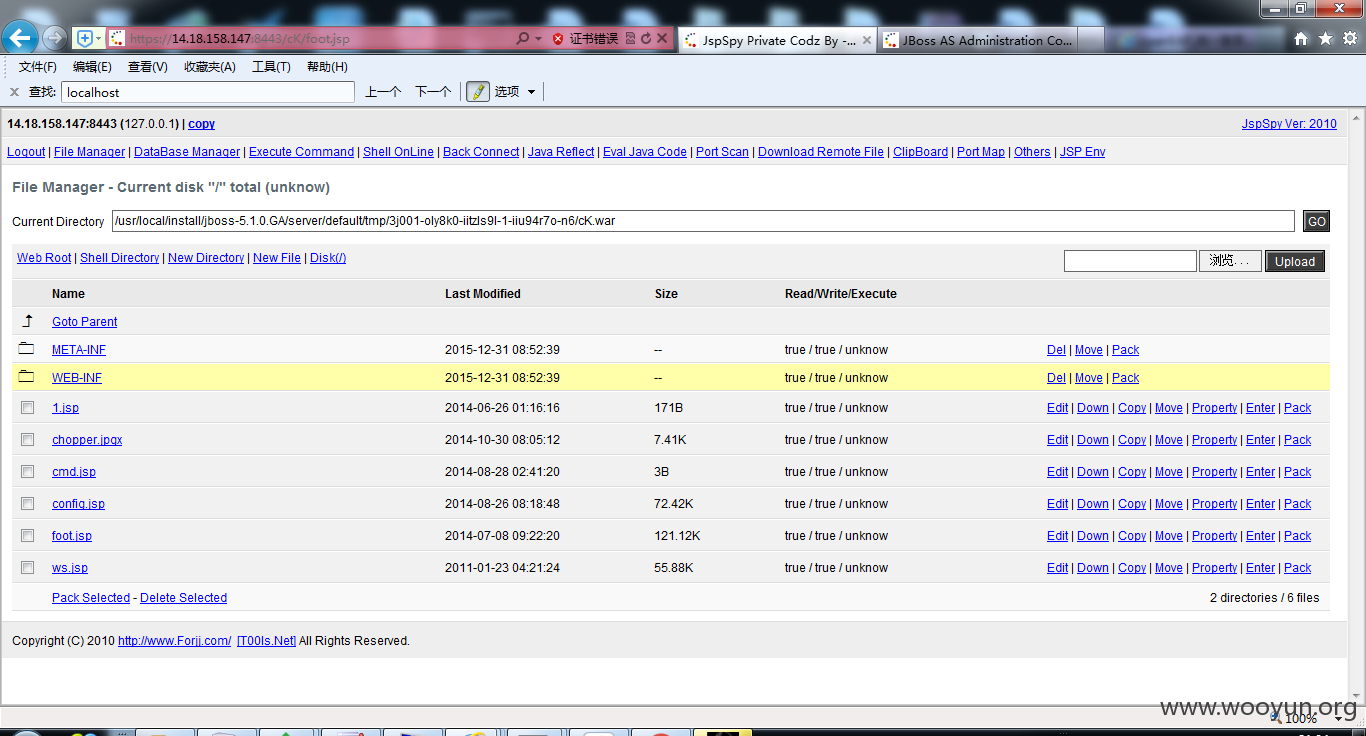 https://14.18.158.147:8443/cK/foot.jsp 证书错误 JspSpy Private Codz By -... JBoss AS Administration Co...
文件(F) 编辑(E) 查看(V) 收藏夹(A) 工具(T) 帮助(H)
查找: localhost 上一个 下一个 选项
14.18.158.147:8443 (127.0.0.1) | copy JspSpy Ver: 2010
Logout | File Manager | DataBase Manager | Execute Command | Shell OnLine | Back Connect | Java Reflect | Eval Java Code | Port Scan | Download Remote File | ClipBoard | Port Map | Others | JSP Env
File Manager - Current disk "/" total (unknow)
Current Directory /usr/local/install/jboss-5.1.0.GA/server/default/tmp/3j001-oly8k0-iitzls9l-1-iiu94r7o-n6/cK.war GO
Web Root | Shell Directory | New Directory | New File | Disk(/) 浏览... Upload
Name Last Modified Size Read/Write/Execute
Goto Parent
META-INF 2015-12-31 08:52:39 -- true / true / unknow Del | Move | Pack
WEB-INF 2015-12-31 08:52:39 -- true / true / unknow Del | Move | Pack
1.jsp 2014-06-26 01:16:16 171B true / true / unknow Edit | Down | Copy | Move | Property | Enter | Pack
chopper.jpgx 2014-10-30 08:05:12 7.41K true / true / unknow Edit | Down | Copy | Move | Property | Enter | Pack
cmd.jsp 2014-08-28 02:41:20 3B true / true / unknow Edit | Down | Copy | Move | Property | Enter | Pack
config.jsp 2014-08-26 08:18:48 72.42K true / true / unknow Edit | Down | Copy | Move | Property | Enter | Pack
foot.jsp 2014-07-08 09:22:20 121.12K true / true / unknow Edit | Down | Copy | Move | Property | Enter | Pack
ws.jsp 2011-01-23 04:21:24 55.88K true / true / unknow Edit | Down | Copy | Move | Property | Enter | Pack
Pack Selected - Delete Selected 2 directories / 6 files
Copyright (C) 2010 http://www.Forjj.com/ [T00ls.Net] All Rights Reserved.
www.wooyun.org
100%